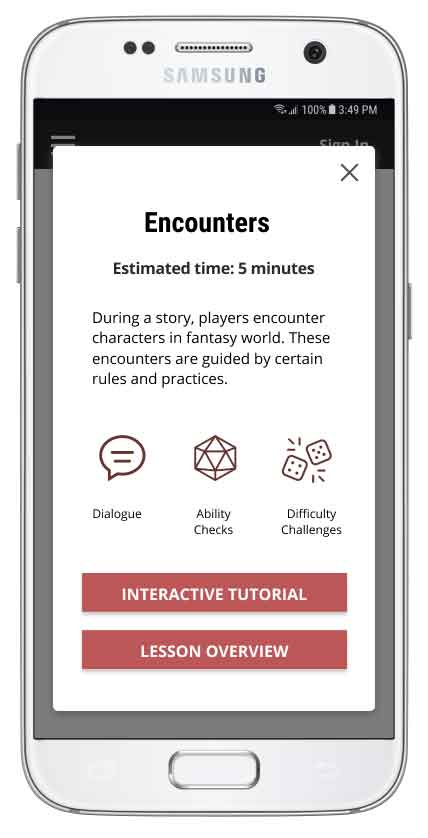 SAMSUNG
100% 3:49 PM
Sign In
Encounters
Estimated time: 5 minutes
During a story, players encounter
characters in fantasy world. These
encounters are guided by certain
rules and practices.
Dialogue
Ability
Checks
Difficulty
Challenges
INTERACTIVE TUTORIAL
LESSON OVERVIEW